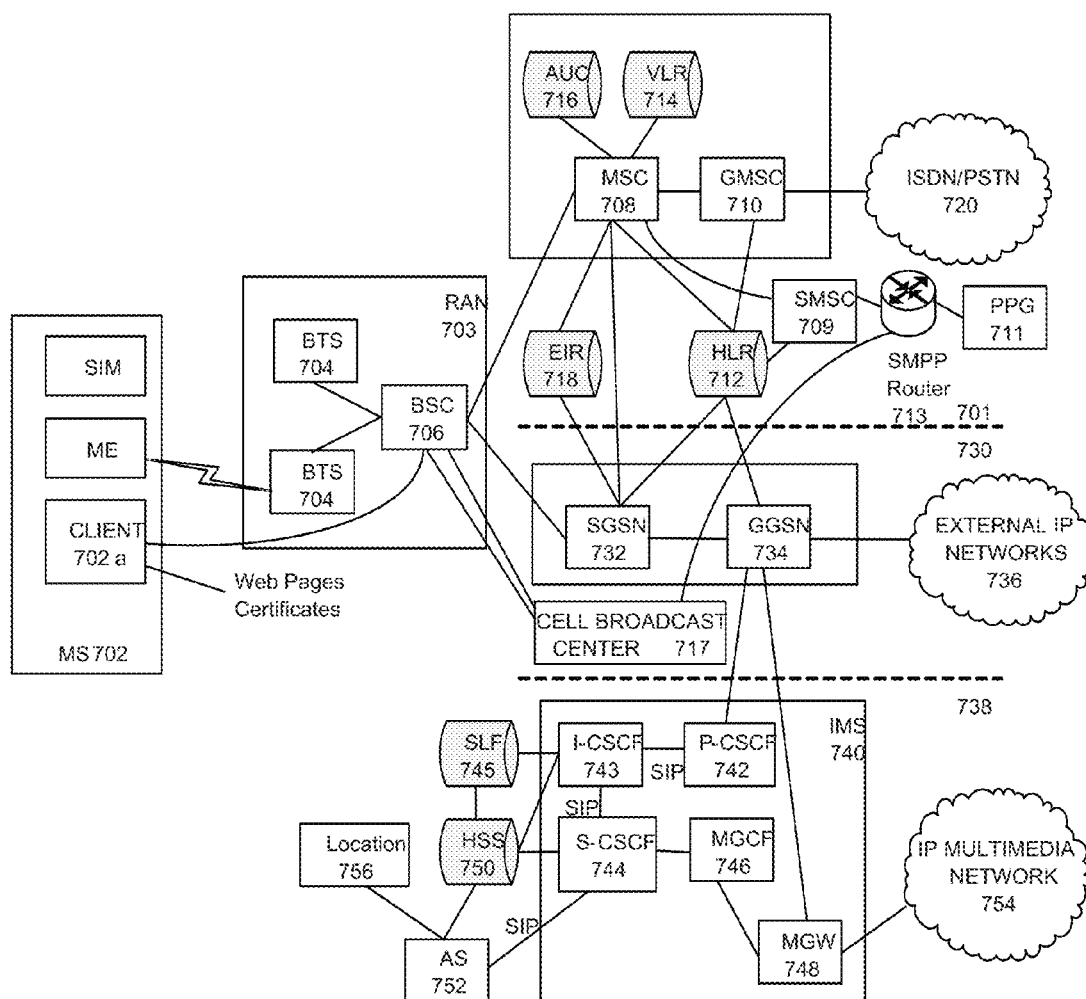 AUC
716
VLR
714
MSC
708
GMSC
710
ISDN/PSTN
720
RAN
703
SMSC
709
PPG
711
SMPP
Router
713
701
EIR
718
HLR
712
BTS
704
BSC
706
BTS
704
SIM
ME
CLIENT
702 a
MS 702
Web Pages
Certificates
730
SGSN
732
GGSN
734
EXTERNAL IP
NETWORKS
736
CELL BROADCAST
CENTER 717
738
IMS
740
SLF
745
I-CSCF
743
SIP
P-CSCF
742
SIP
HSS
750
S-CSCF
744
MGCF
746
Location
756
SIP
AS
752
MGW
748
IP MULTIMEDIA
NETWORK
754